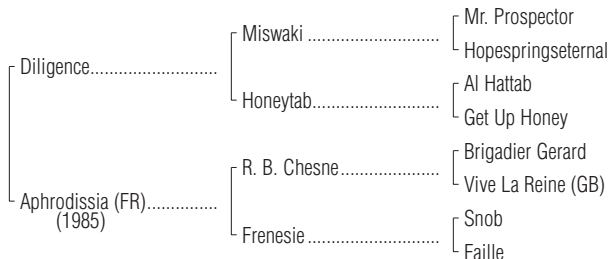 Mr. Prospector
Miswaki ........................................
Hopespringseternal
Diligence...............................
Al Hattab
Honeytab.......................................
Get Up Honey
Brigadier Gerard
R. B. Chesne..............................
Vive La Reine (GB)
Aphrodissia (FR)..................
(1985)
Snob
Frenesie ........................................
Faille